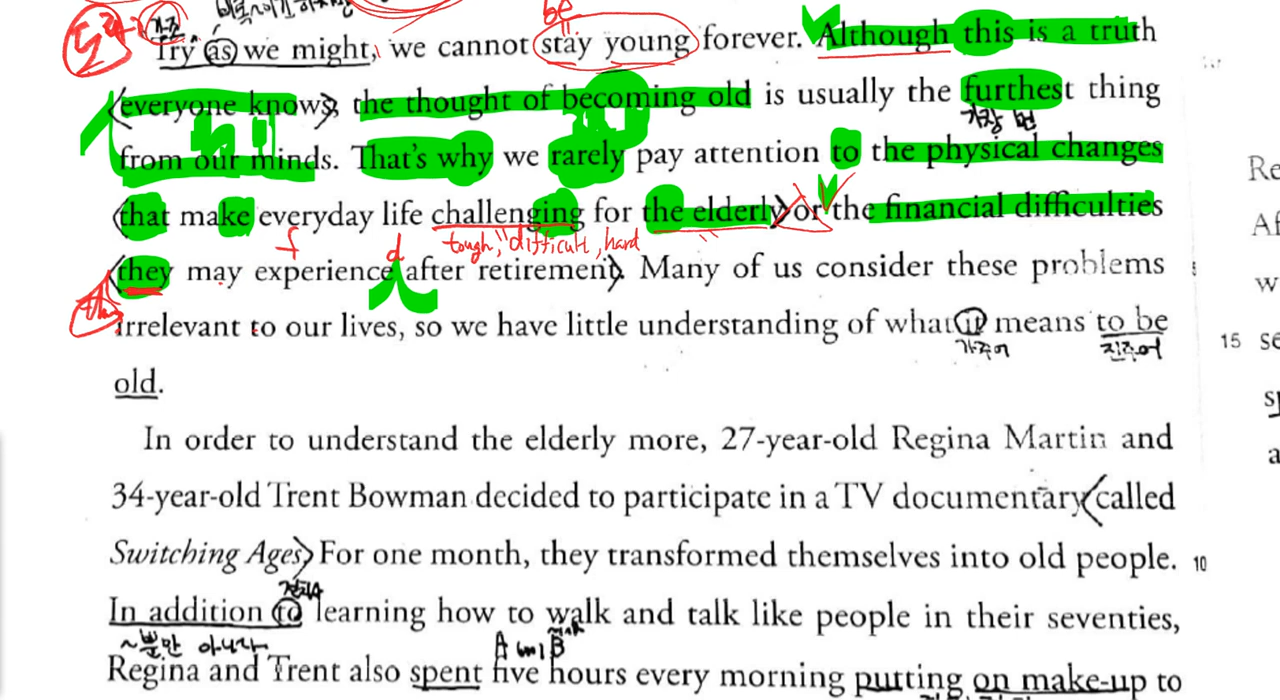 be
Try as we might, we cannot stay young forever. Although this is a truth
everyone knows, the thought of becoming old is usually the furthest thing
가장 먼
from our minds. That's why we rarely pay attention to the physical changes
that make everyday life challenging for the elderly or the financial difficulties
tough, difficult, hard
they may experience after retirement. Many of us consider these problems
5
irrelevant to our lives, so we have little understanding of what it means to be
가주어 진주어
old.
In order to understand the elderly more, 27-year-old Regina Martin and
34-year-old Trent Bowman decided to participate in a TV documentary called
Switching Ages. For one month, they transformed themselves into old people.
10
전치사
In addition to learning how to walk and talk like people in their seventies,
~뿐만 아니라
Regina and Trent also spent five hours every morning putting on make-up to
Re
Af
w
15 se
sp
a